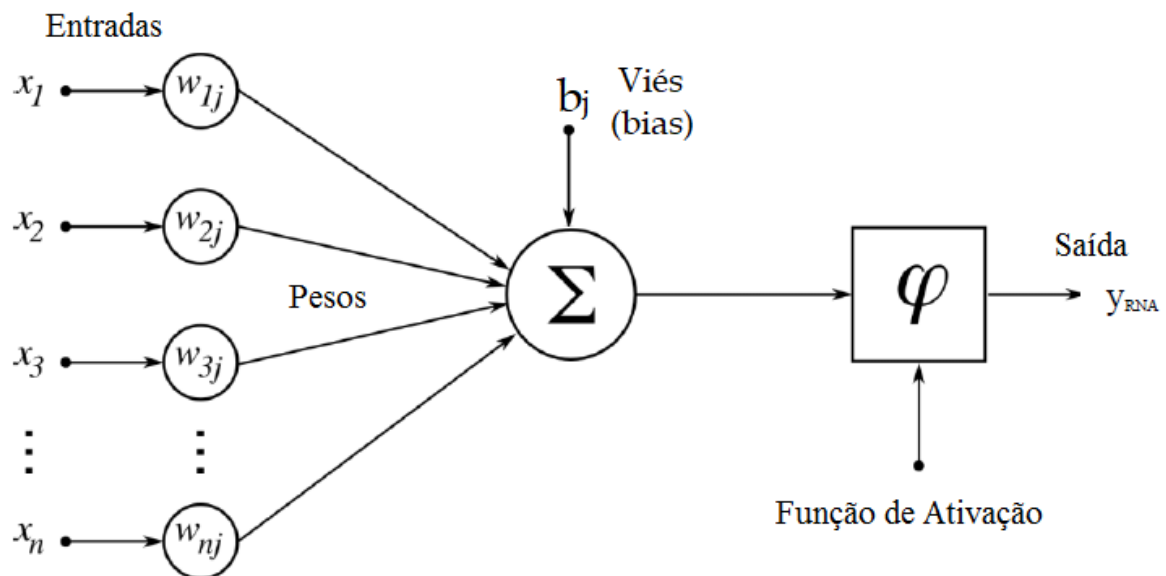 Entradas
x1
w1j
bj
Viés
(bias)
x2
w2j
Pesos
Σ
φ
Saída
yRNA
x3
w3j
⋮
⋮
Função de Ativação
xn
wnj